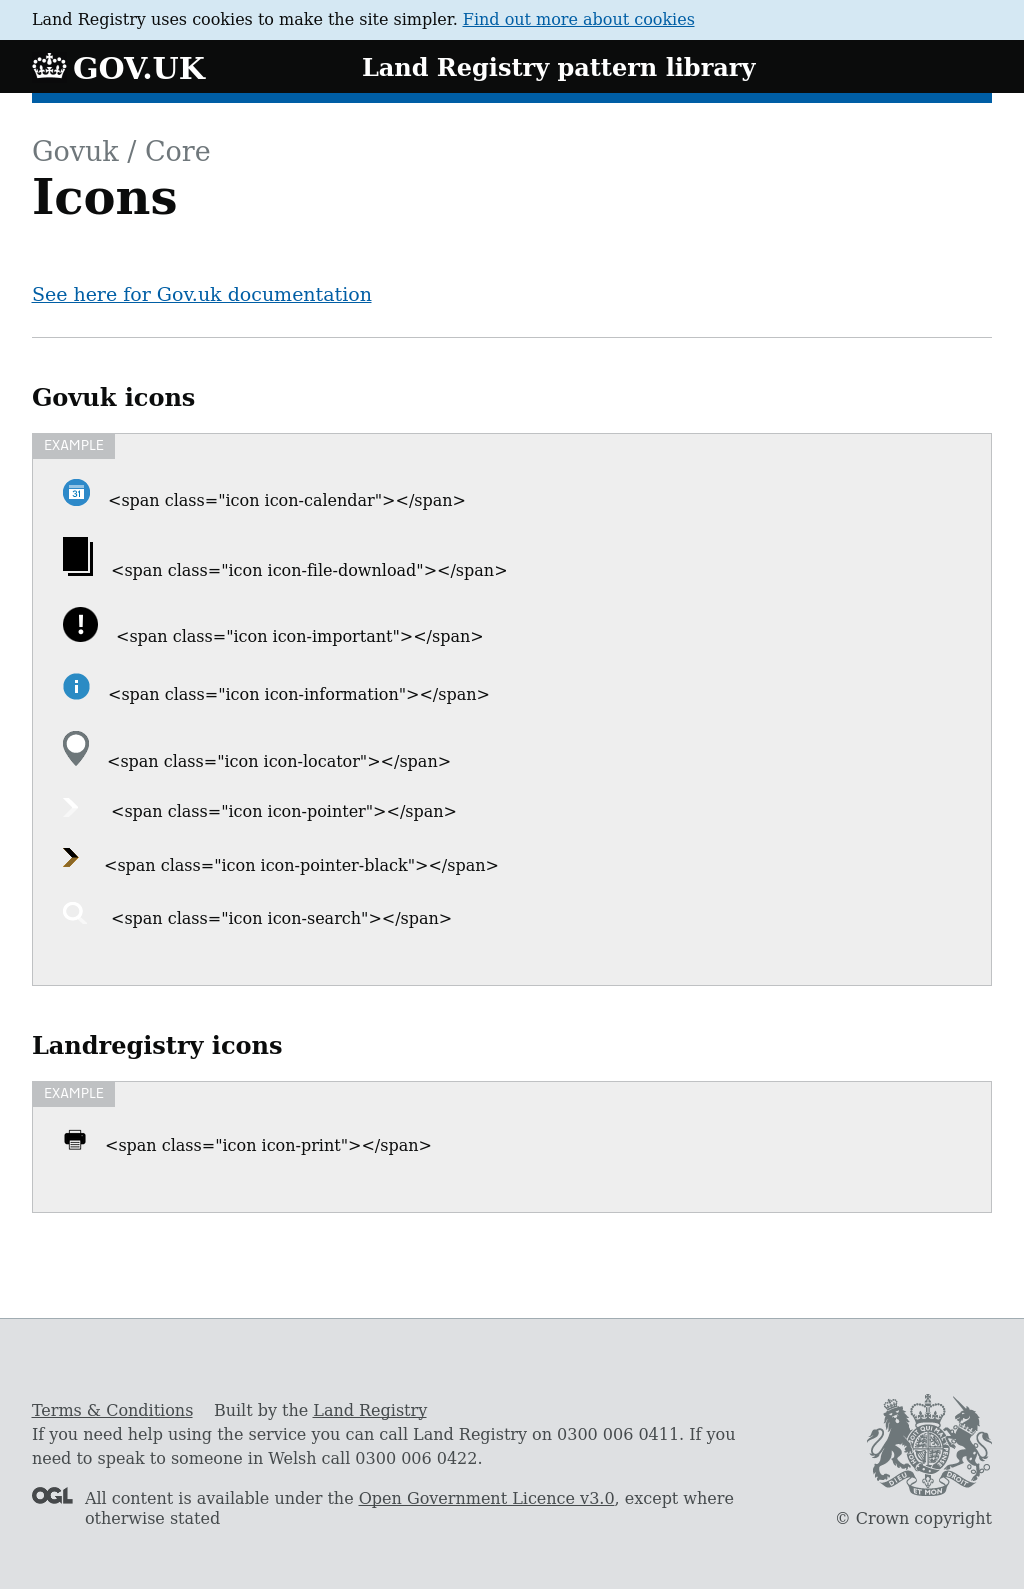 Land Registry uses cookies to make the site simpler. Find out more about cookies
GOV.UK
Land Registry pattern library
Govuk / Core
Icons
See here for Gov.uk documentation
Govuk icons
EXAMPLE
31
<span class="icon icon-calendar"></span>
<span class="icon icon-file-download"></span>
<span class="icon icon-important"></span>
<span class="icon icon-information"></span>
<span class="icon icon-locator"></span>
<span class="icon icon-pointer"></span>
<span class="icon icon-pointer-black"></span>
<span class="icon icon-search"></span>
Landregistry icons
EXAMPLE
<span class="icon icon-print"></span>
Terms & Conditions Built by the Land Registry
If you need help using the service you can call Land Registry on 0300 006 0411. If you
need to speak to someone in Welsh call 0300 006 0422.
OGL
All content is available under the Open Government Licence v3.0, except where
otherwise stated
DIEU ET MON DROIT
© Crown copyright